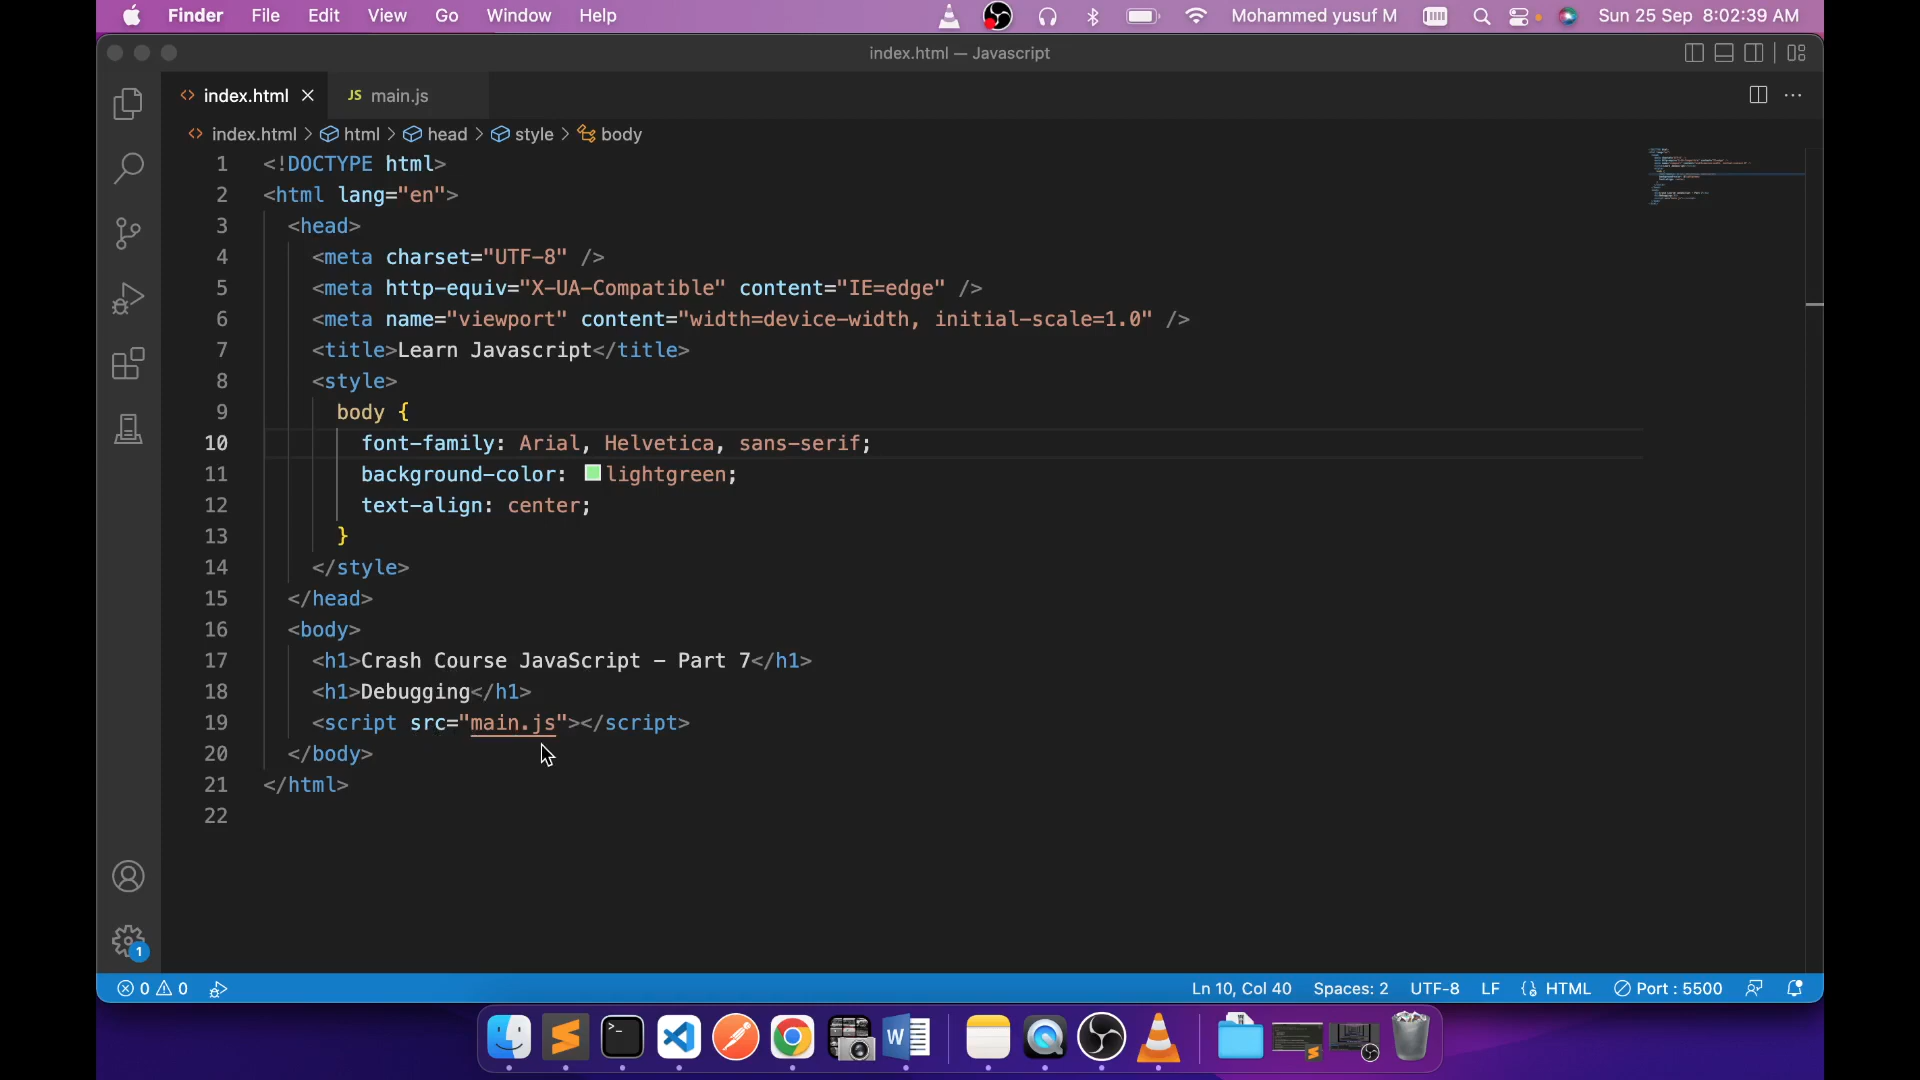 Finder File Edit View Go Window Help Mohammed yusuf M Sun 25 Sep 8:02:39 AM
index.html — Javascript
<> index.html × JS main.js
<> index.html > html > head > style > body
1 <!DOCTYPE html>
2 <html lang="en">
3 <head>
4 <meta charset="UTF-8" />
5 <meta http-equiv="X-UA-Compatible" content="IE=edge" />
6 <meta name="viewport" content="width=device-width, initial-scale=1.0" />
7 <title>Learn Javascript</title>
8 <style>
9 body {
10 font-family: Arial, Helvetica, sans-serif;
11 background-color: lightgreen;
12 text-align: center;
13 }
14 </style>
15 </head>
16 <body>
17 <h1>Crash Course JavaScript - Part 7</h1>
18 <h1>Debugging</h1>
19 <script src="main.js"></script>
20 </body>
21 </html>
22
1
0 0 Ln 10, Col 40 Spaces: 2 UTF-8 LF {} HTML Port : 5500
>_ W